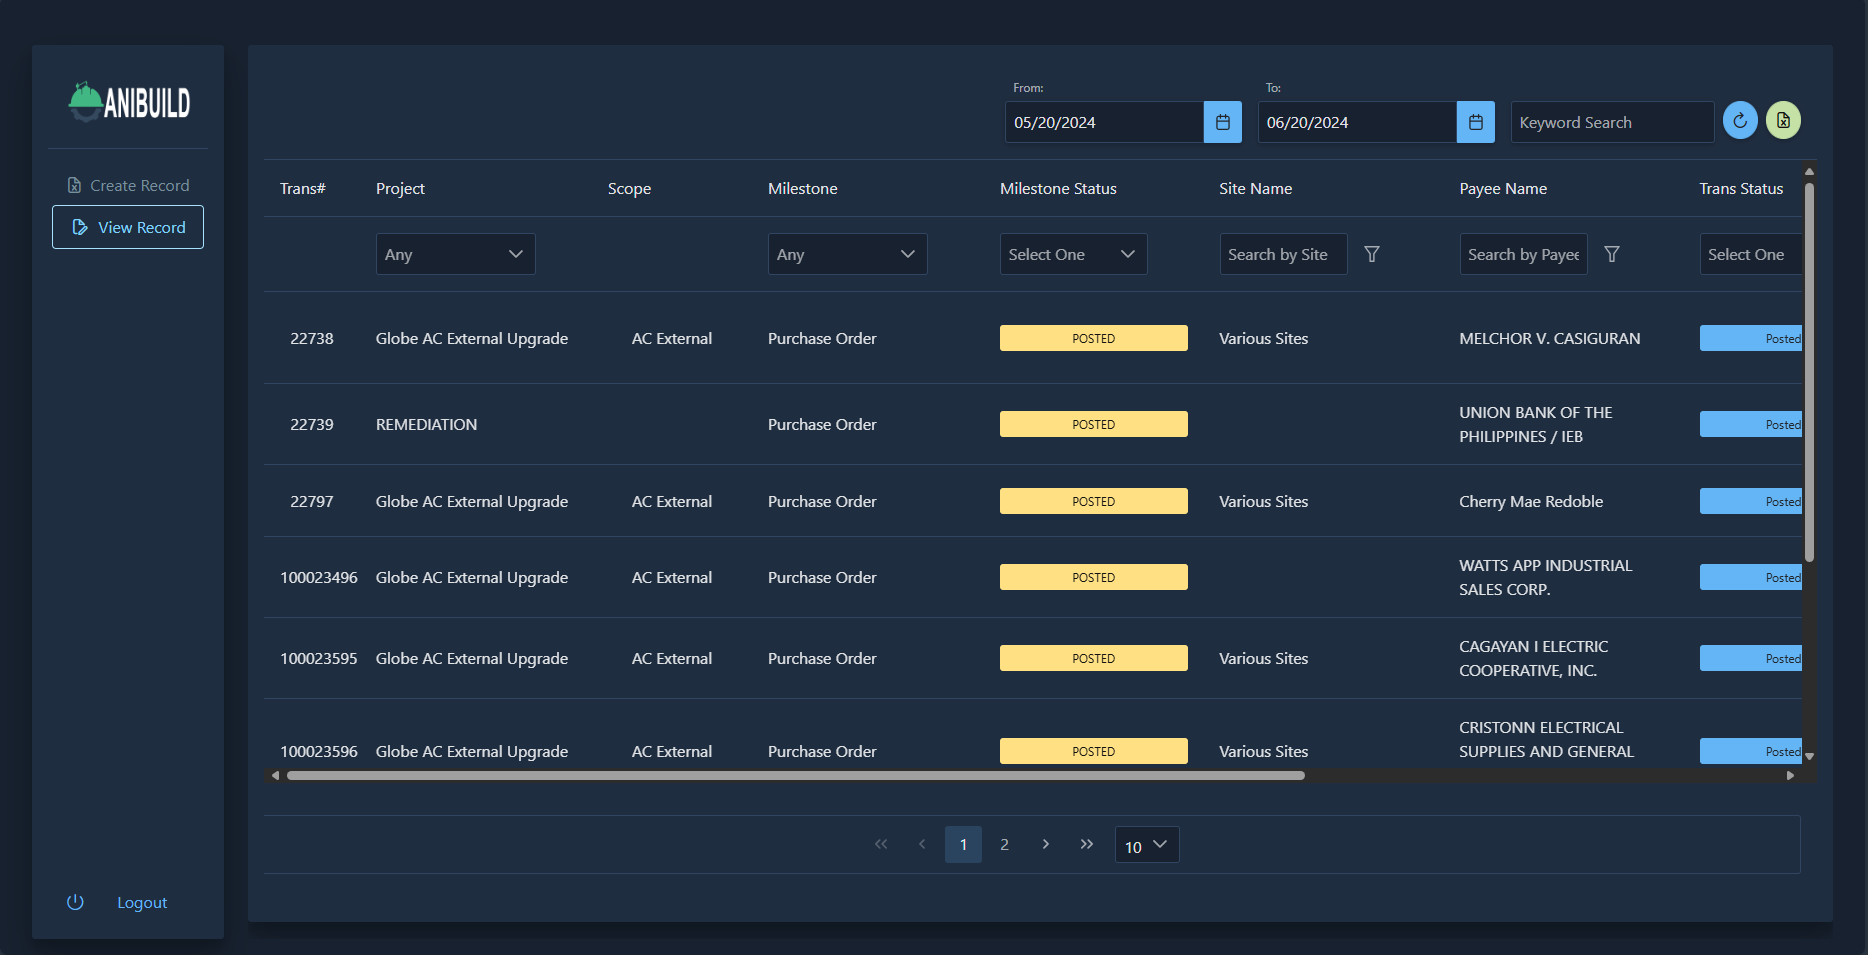 ANIBUILD
Create Record
View Record
Logout
From:
To:
05/20/2024
06/20/2024
Keyword Search
Trans# Project Scope Milestone Milestone Status Site Name Payee Name Trans Status
Any Any Select One Search by Site Search by Payee Select One
22738 Globe AC External Upgrade AC External Purchase Order POSTED Various Sites MELCHOR V. CASIGURAN Posted
22739 REMEDIATION Purchase Order POSTED UNION BANK OF THE
PHILIPPINES / IEB Posted
22797 Globe AC External Upgrade AC External Purchase Order POSTED Various Sites Cherry Mae Redoble Posted
100023496 Globe AC External Upgrade AC External Purchase Order POSTED WATTS APP INDUSTRIAL
SALES CORP. Posted
100023595 Globe AC External Upgrade AC External Purchase Order POSTED Various Sites CAGAYAN I ELECTRIC
COOPERATIVE, INC. Posted
100023596 Globe AC External Upgrade AC External Purchase Order POSTED Various Sites CRISTONN ELECTRICAL
SUPPLIES AND GENERAL Posted
1 2 10